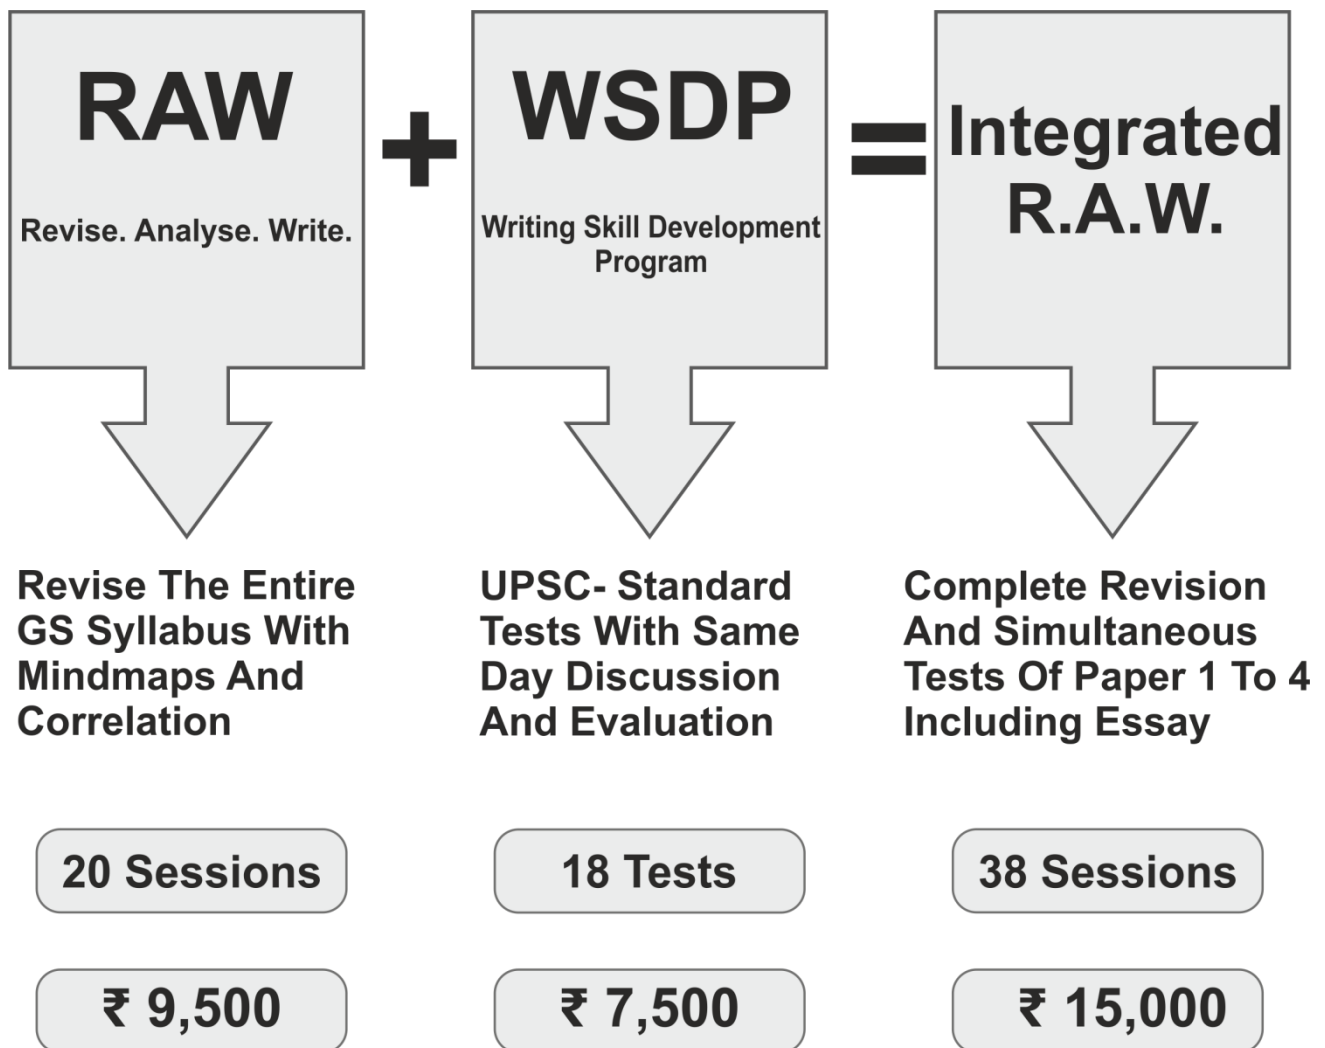 RAW
Revise. Analyse. Write.
+
WSDP
Writing Skill Development
Program
=
Integrated
R.A.W.
Revise The Entire
GS Syllabus With
Mindmaps And
Correlation
UPSC- Standard
Tests With Same
Day Discussion
And Evaluation
Complete Revision
And Simultaneous
Tests Of Paper 1 To 4
Including Essay
20 Sessions
18 Tests
38 Sessions
₹ 9,500
₹ 7,500
₹ 15,000